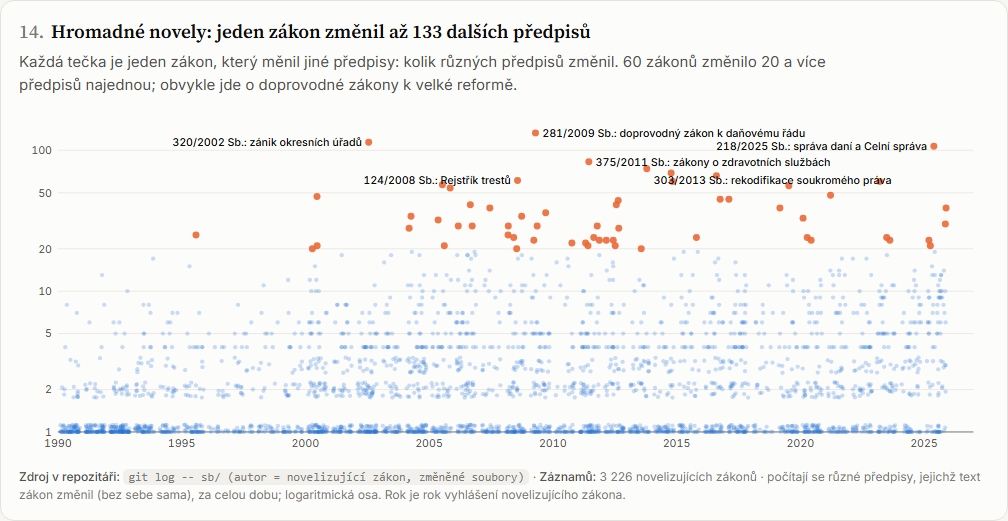 14. Hromadné novely: jeden zákon změnil až 133 dalších předpisů
Každá tečka je jeden zákon, který měnil jiné předpisy: kolik různých předpisů změnil. 60 zákonů změnilo 20 a více
předpisů najednou; obvykle jde o doprovodné zákony k velké reformě.
281/2009 Sb.: doprovodný zákon k daňovému řádu
320/2002 Sb.: zánik okresních úřadů
218/2025 Sb.: správa daní a Celní správa
100
375/2011 Sb.: zákony o zdravotních službách
124/2008 Sb.: Rejstřík trestů
303/2013 Sb.: rekodifikace soukromého práva
50
20
10
5
2
1
1990 1995 2000 2005 2010 2015 2020 2025
Zdroj v repozitáři: git log -- sb/ (autor = novelizující zákon, změněné soubory) · Záznamů: 3 226 novelizujících zákonů · počítají se různé předpisy, jejichž text
zákon změnil (bez sebe sama), za celou dobu; logaritmická osa. Rok je rok vyhlášení novelizujícího zákona.